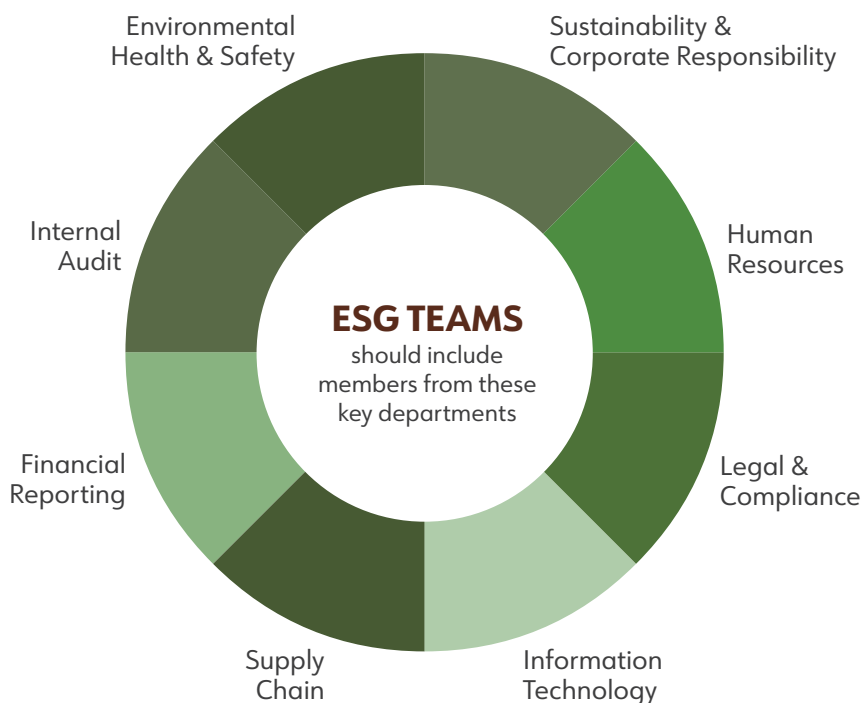 Environmental
Health & Safety
Sustainability &
Corporate Responsibility
Internal
Audit
Human
Resources
ESG TEAMS
should include
members from these
key departments
Financial
Reporting
Legal &
Compliance
Supply
Chain
Information
Technology